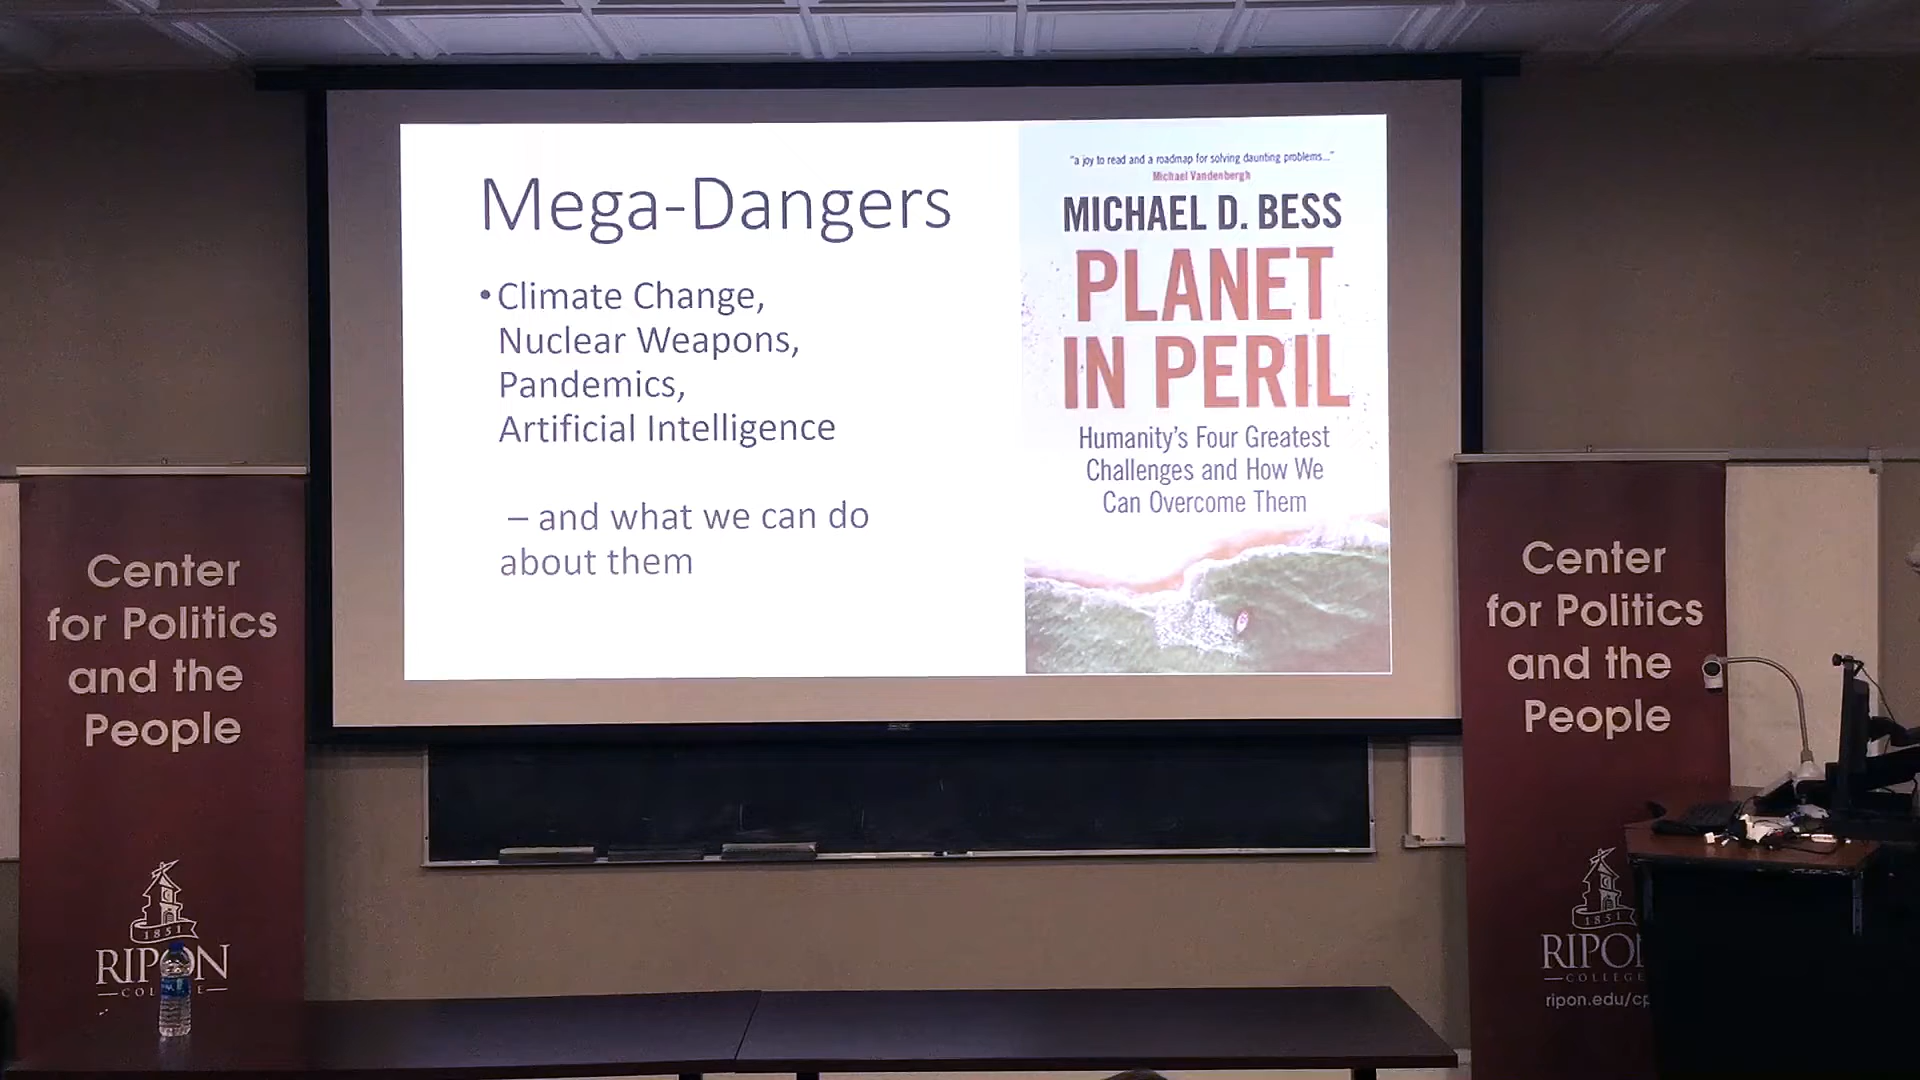 Mega-Dangers
• Climate Change,
Nuclear Weapons,
Pandemics,
Artificial Intelligence
– and what we can do
about them
"a joy to read and a roadmap for solving daunting problems..."
Michael Vandenbergh
MICHAEL D. BESS
PLANET
IN PERIL
Humanity's Four Greatest
Challenges and How We
Can Overcome Them
Center
for Politics
and the
People
1851
RIPON
COL E
Center
for Politics
and the
People
1851
RIPON
COLLEGE
ripon.edu/cp